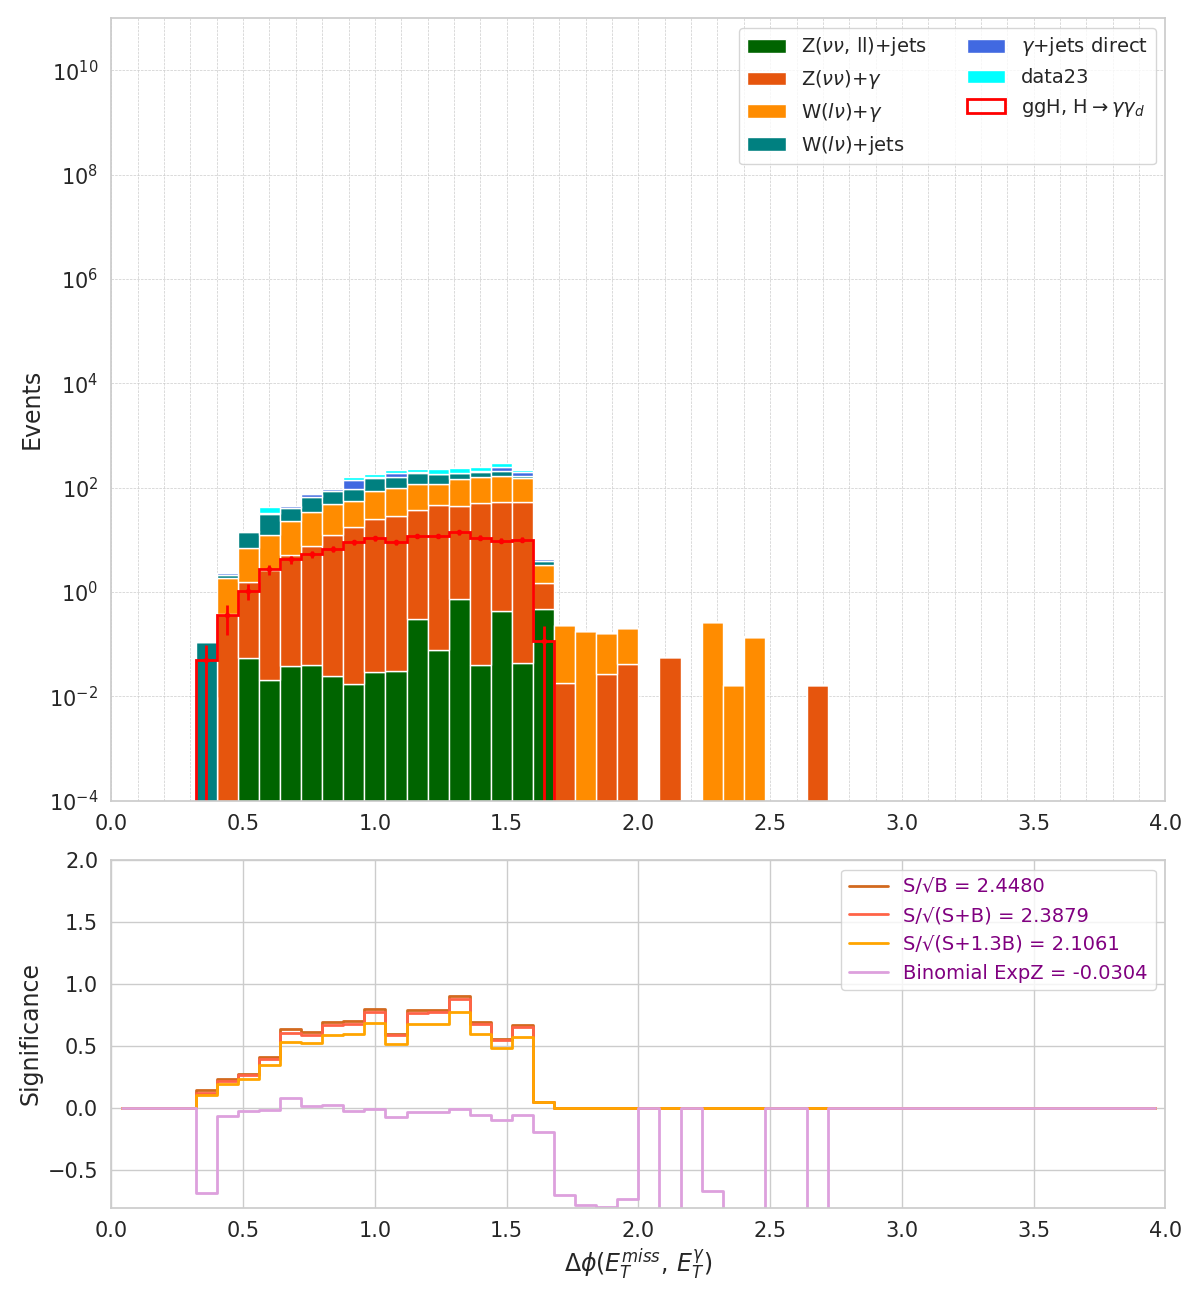 Z(νν, ll)+jets
Z(νν)+γ
W(lν)+γ
W(lν)+jets
γ+jets direct
data23
ggH, H→γγ_d
10^10
10^8
10^6
10^4
10^2
10^0
10^−2
10^−4
Events
0.0 0.5 1.0 1.5 2.0 2.5 3.0 3.5 4.0
S/√B = 2.4480
S/√(S+B) = 2.3879
S/√(S+1.3B) = 2.1061
Binomial ExpZ = -0.0304
2.0
1.5
1.0
0.5
0.0
−0.5
Significance
0.0 0.5 1.0 1.5 2.0 2.5 3.0 3.5 4.0
Δϕ(E_T^miss, E_T^γ)